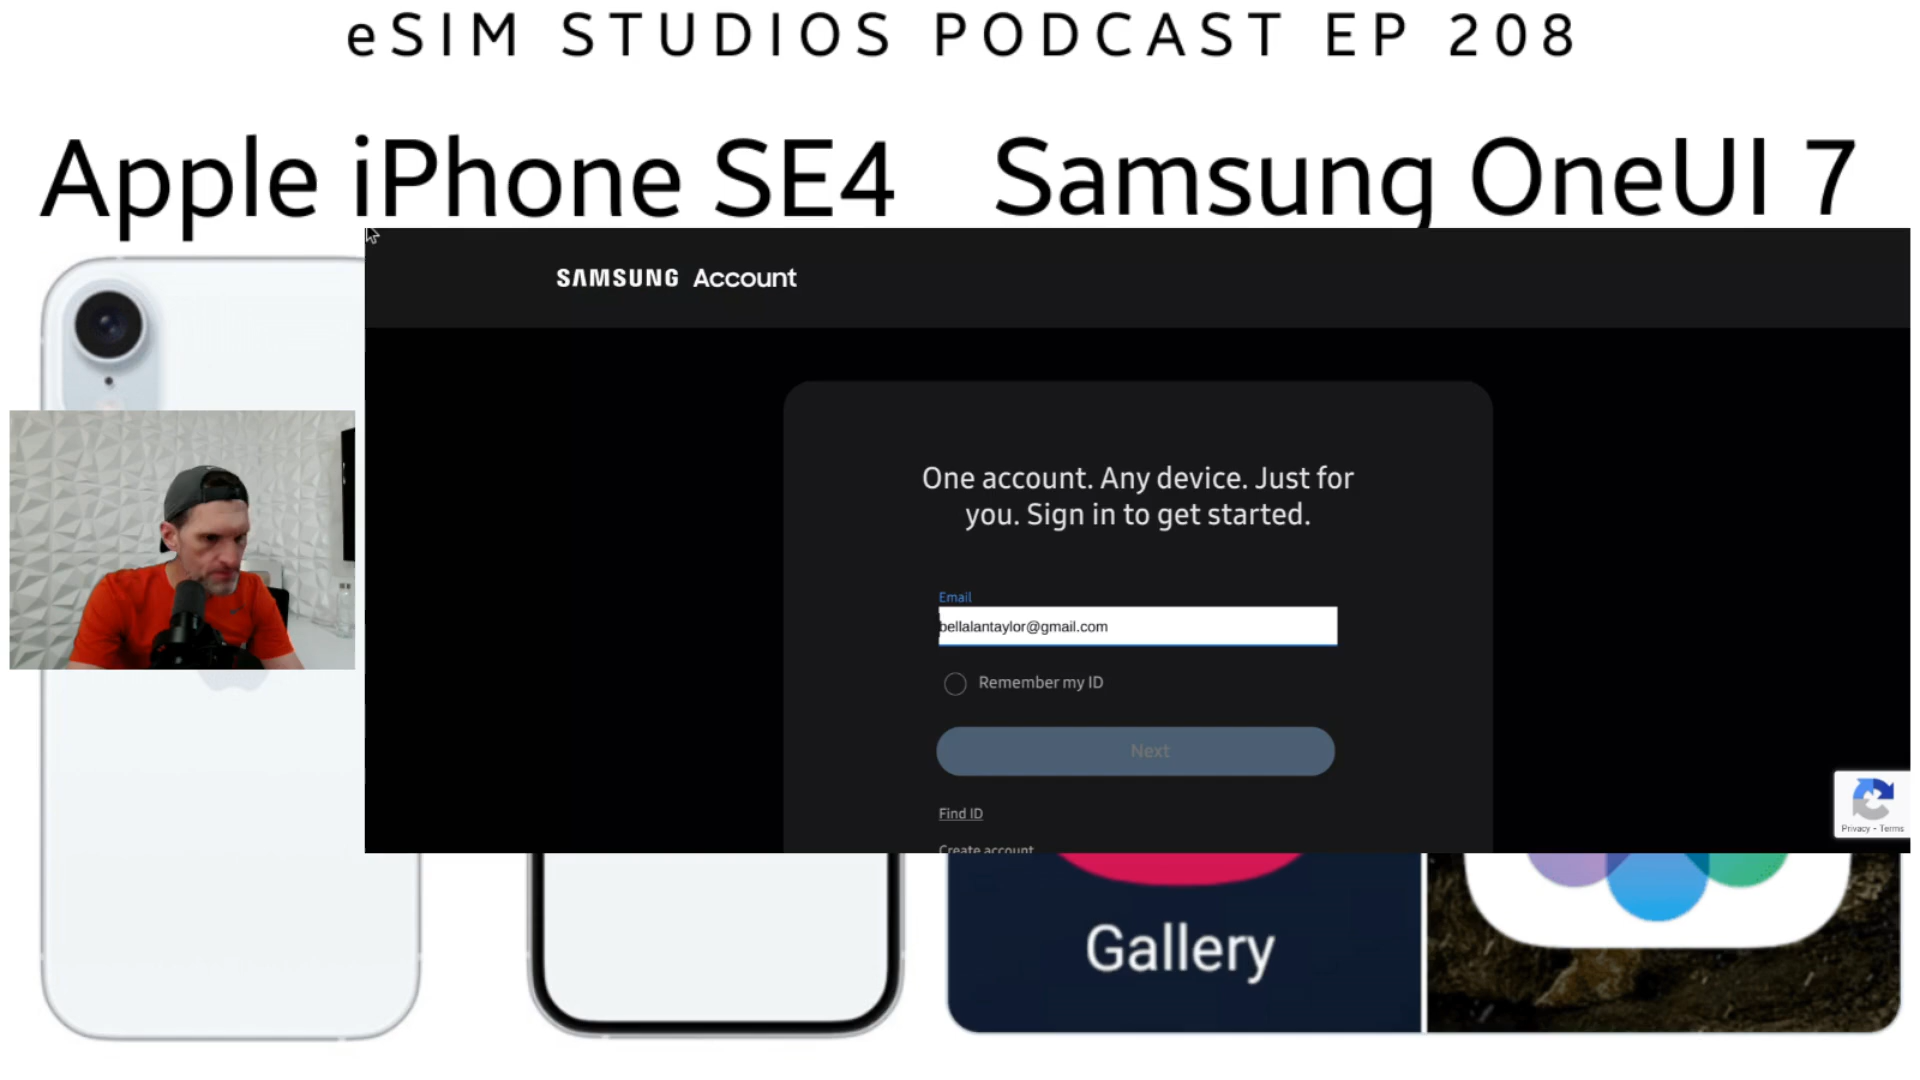 eSIM STUDIOS PODCAST EP 208
Apple iPhone SE4
Samsung OneUI 7
SAMSUNG Account
One account. Any device. Just for
you. Sign in to get started.
Email
bellalantaylor@gmail.com
Remember my ID
Next
Find ID
Create account
Privacy - Terms
Gallery